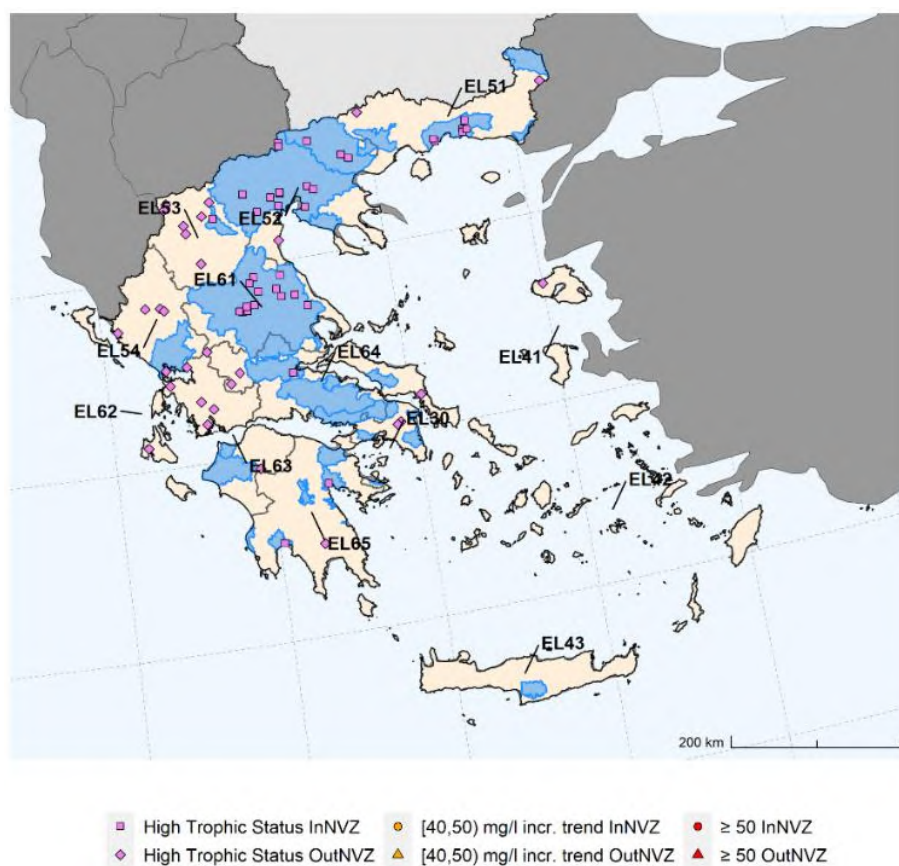 EL51
EL53
EL52
EL61
EL54
EL64
EL41
EL62
EL30
EL63
EL42
EL65
EL43
200 km
High Trophic Status InNVZ
[40,50) mg/l incr. trend InNVZ
≥ 50 InNVZ
High Trophic Status OutNVZ
[40,50) mg/l incr. trend OutNVZ
≥ 50 OutNVZ